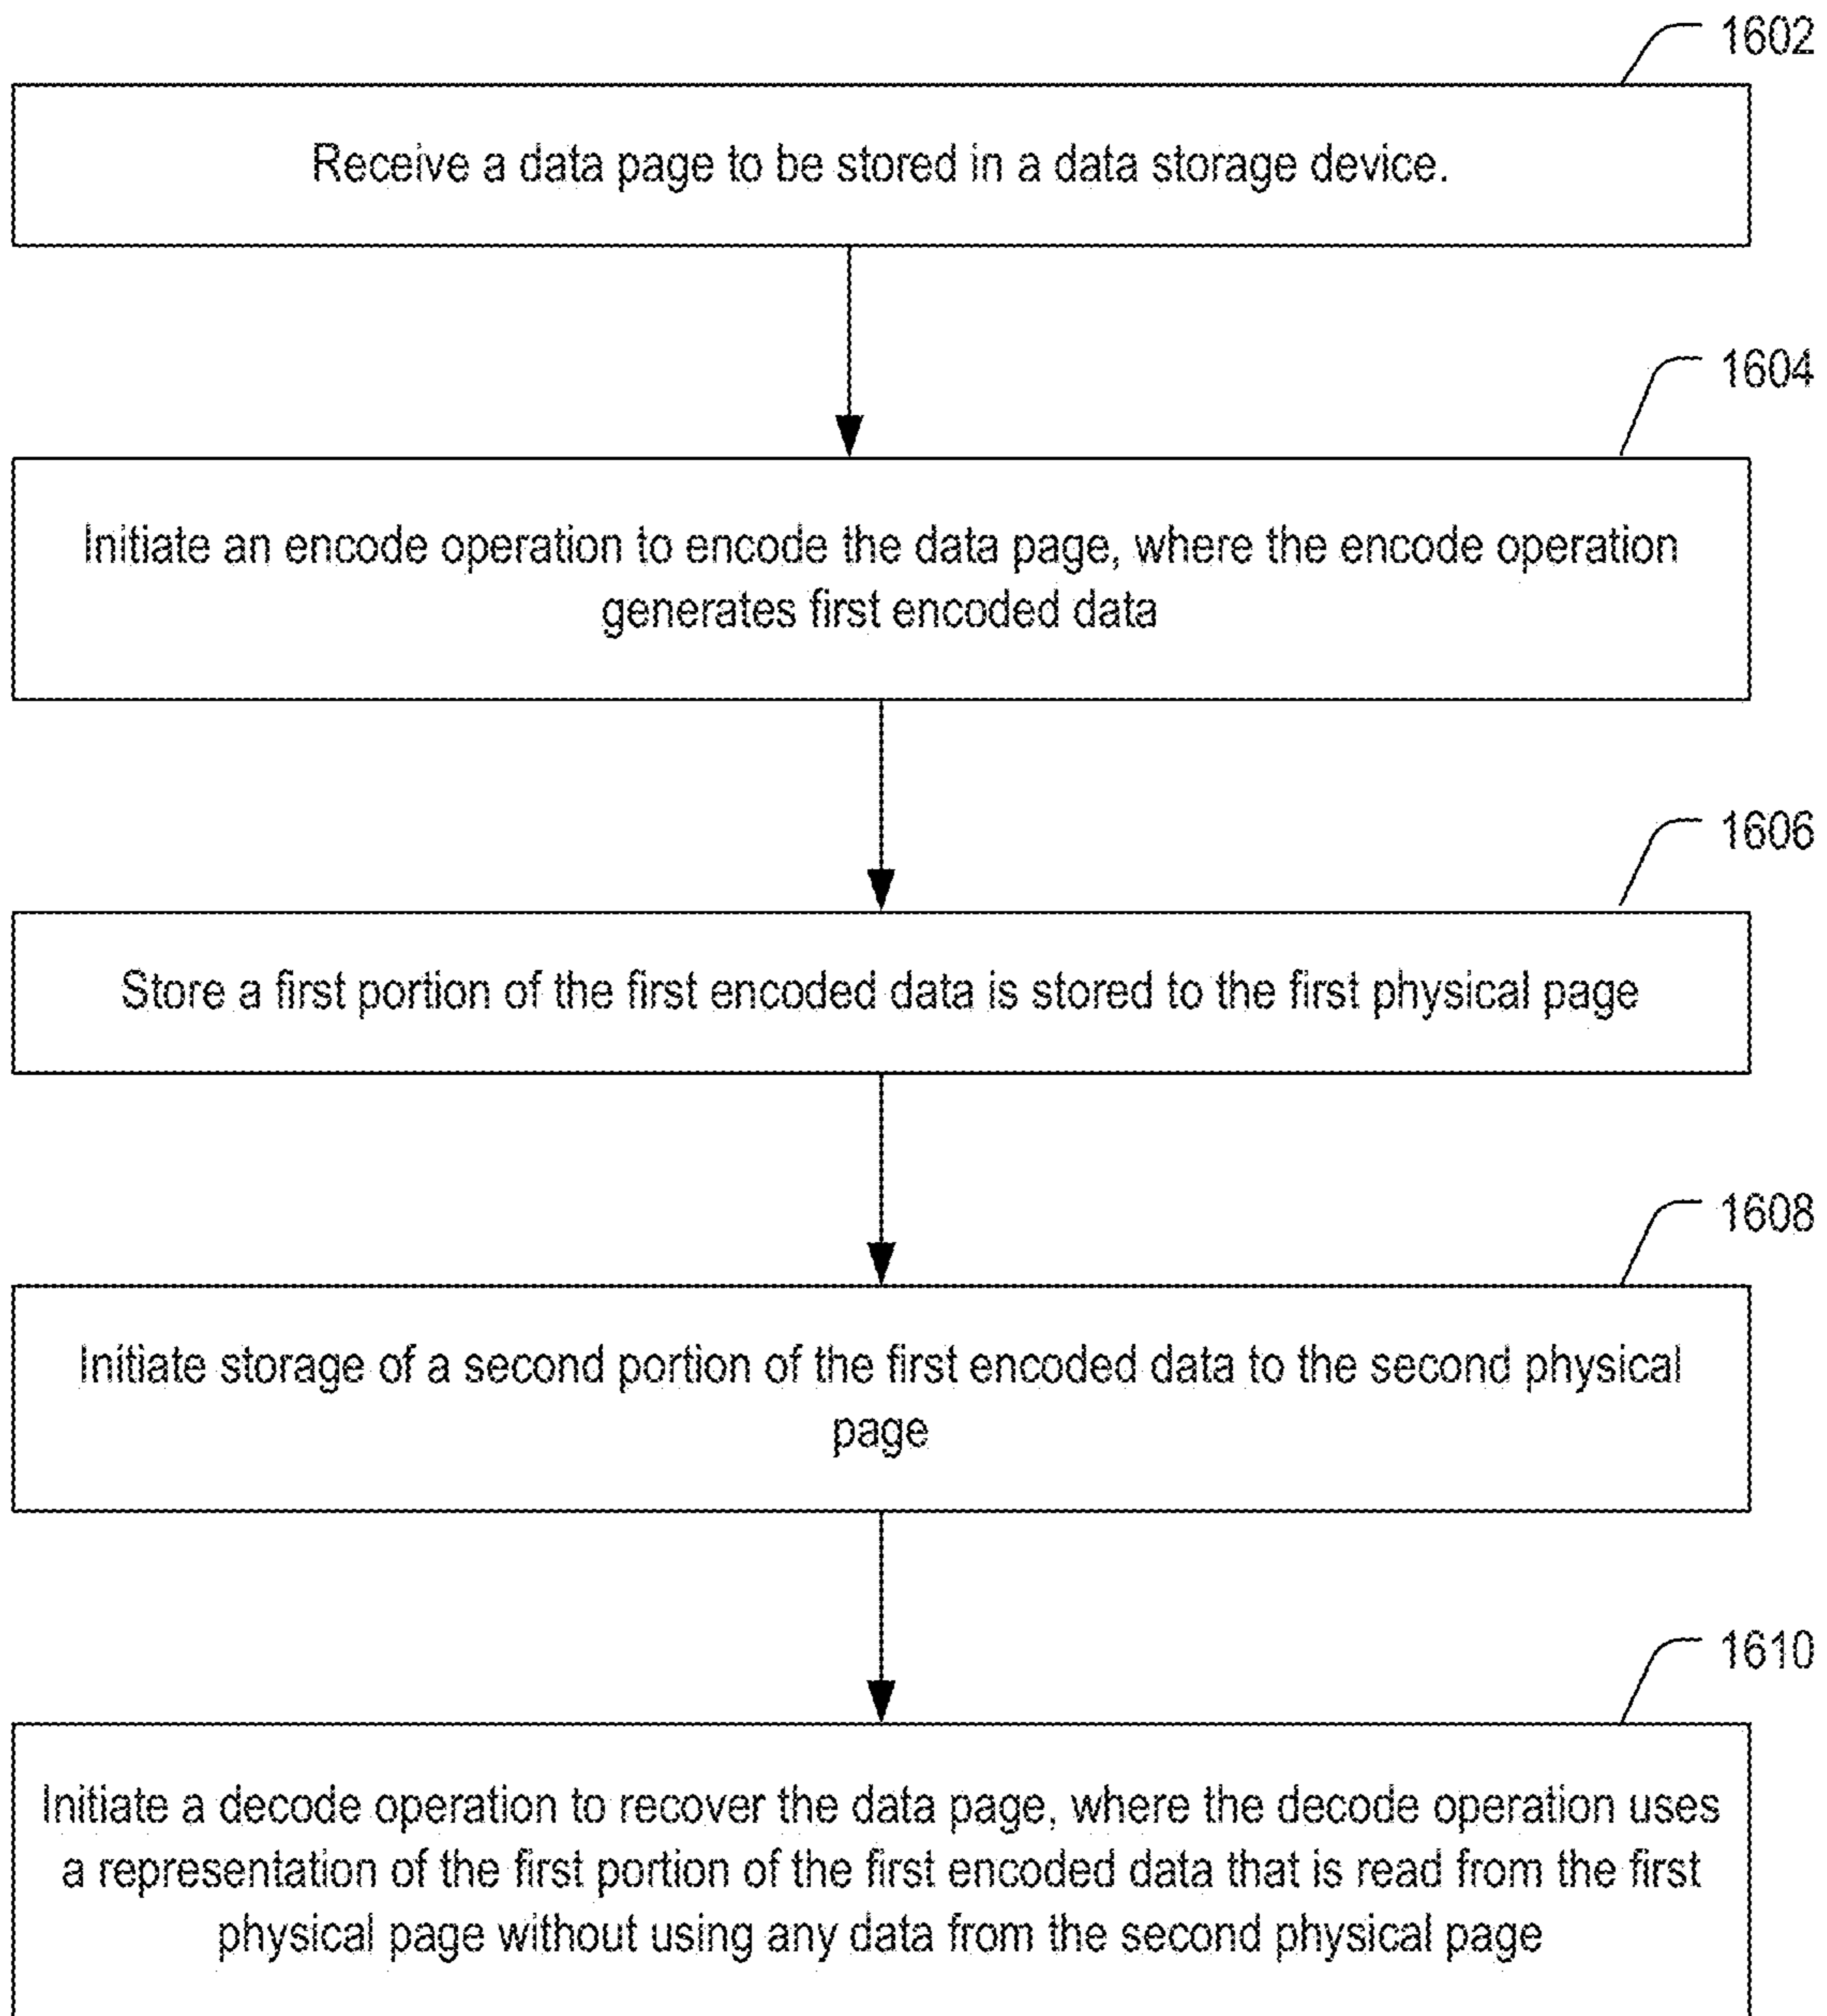 1602
Receive a data page to be stored in a data storage device.
1604
Initiate an encode operation to encode the data page, where the encode operation
generates first encoded data
1606
Store a first portion of the first encoded data is stored to the first physical page
1608
Initiate storage of a second portion of the first encoded data to the second physical
page
1610
Initiate a decode operation to recover the data page, where the decode operation uses
a representation of the first portion of the first encoded data that is read from the first
physical page without using any data from the second physical page